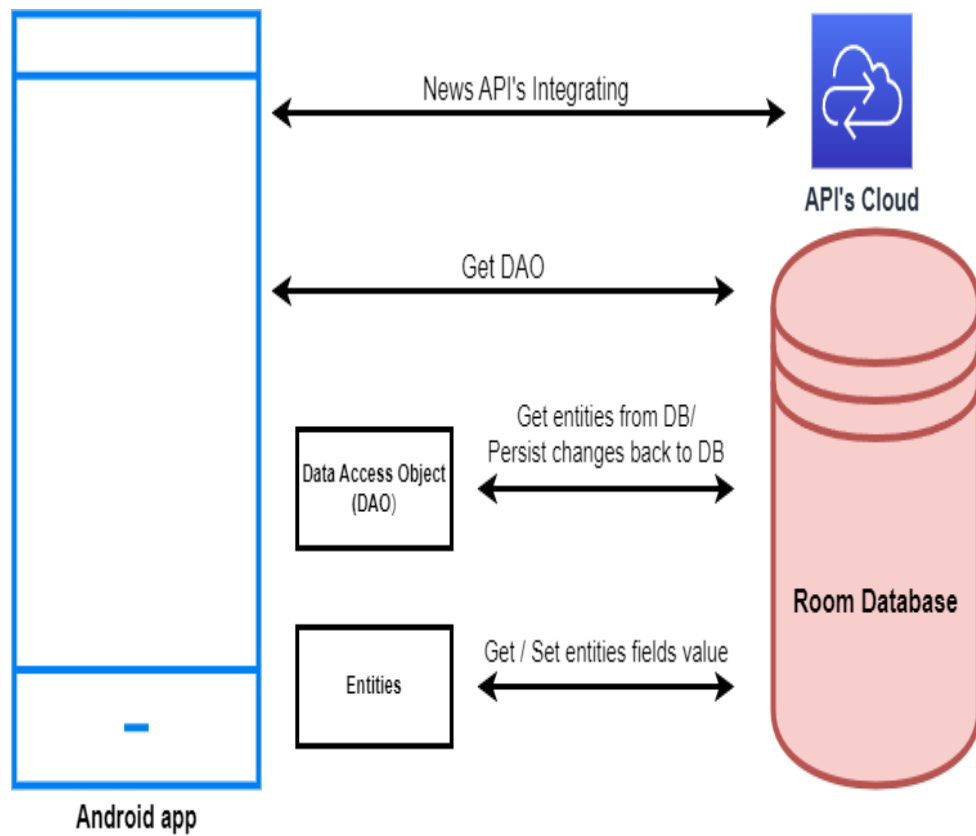 News API's Integrating
API's Cloud
Get DAO
Get entities from DB/
Persist changes back to DB
Data Access Object
(DAO)
Room Database
Get / Set entities fields value
Entities
Android app